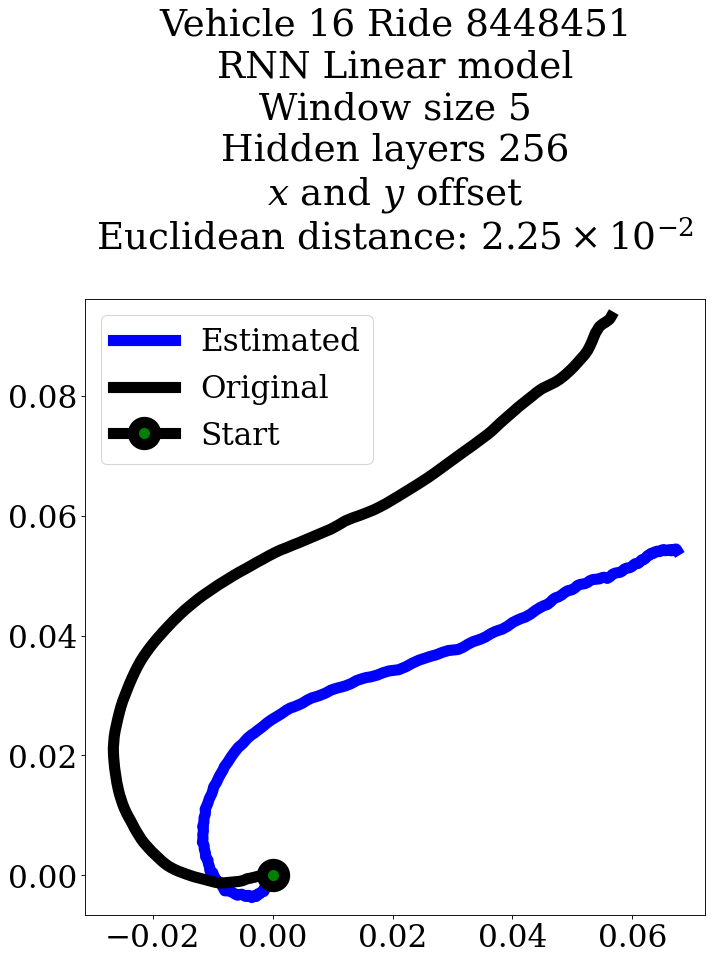 Vehicle 16 Ride 8448451
RNN Linear model
Window size 5
Hidden layers 256
x and y offset
Euclidean distance: 2.25 × 10⁻²
Estimated
Original
Start
0.08
0.06
0.04
0.02
0.00
−0.02 0.00 0.02 0.04 0.06